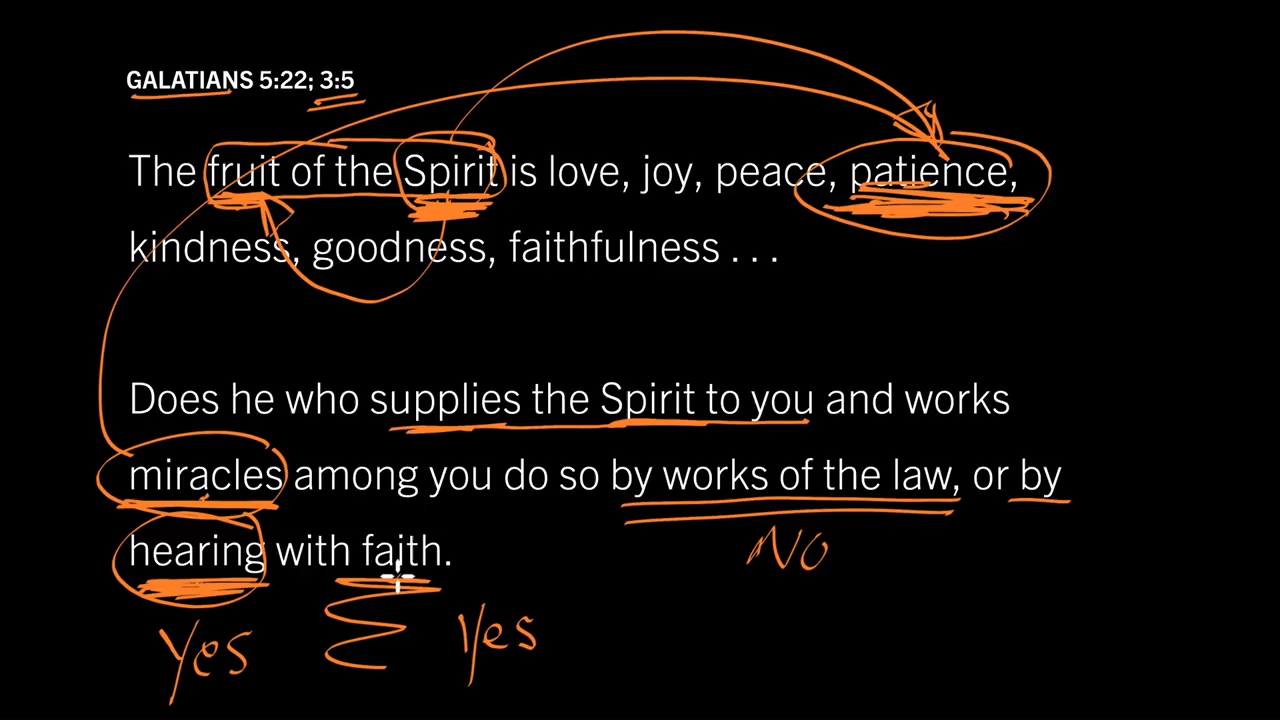 GALATIANS 5:22; 3:5
The fruit of the Spirit is love, joy, peace, patience,
kindness, goodness, faithfulness . . .
Does he who supplies the Spirit to you and works
miracles among you do so by works of the law, or by
hearing with faith.
NO
Yes Yes